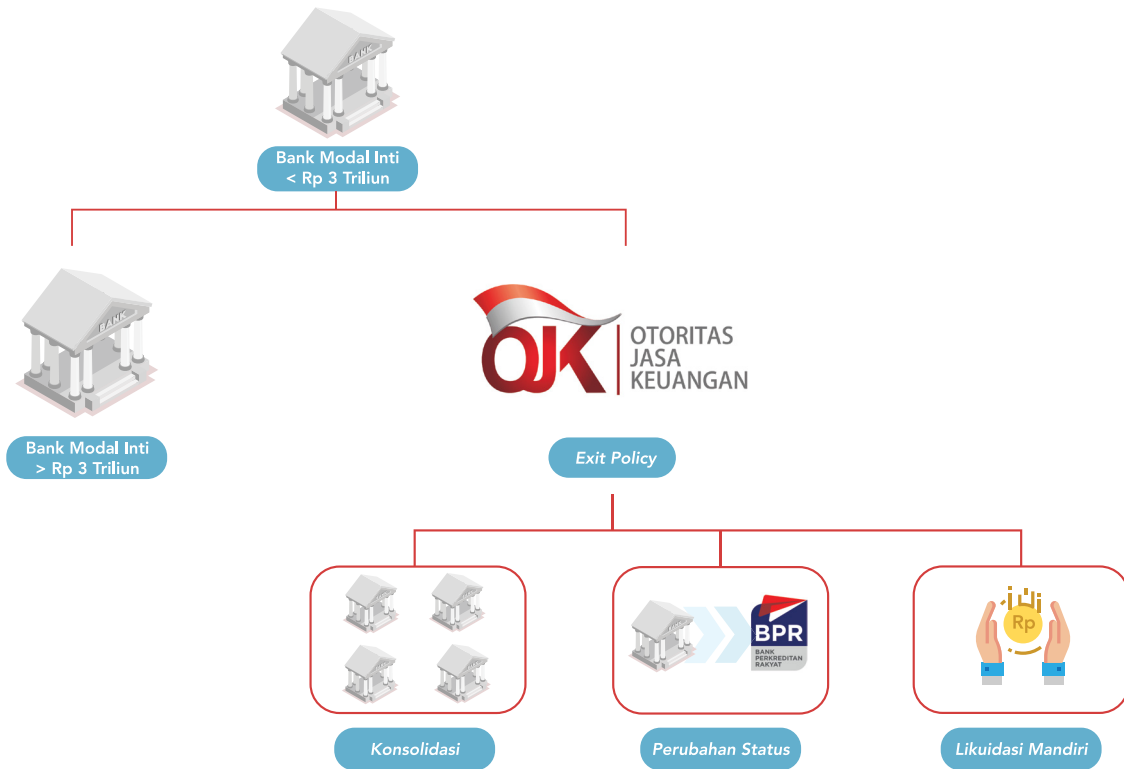 BANK
Bank Modal Inti
< Rp 3 Triliun
BANK
Bank Modal Inti
> Rp 3 Triliun
OJK
OTORITAS
JASA
KEUANGAN
Exit Policy
BPR
BANK
PERKREDITAN
RAKYAT
Rp
Konsolidasi
Perubahan Status
Likuidasi Mandiri